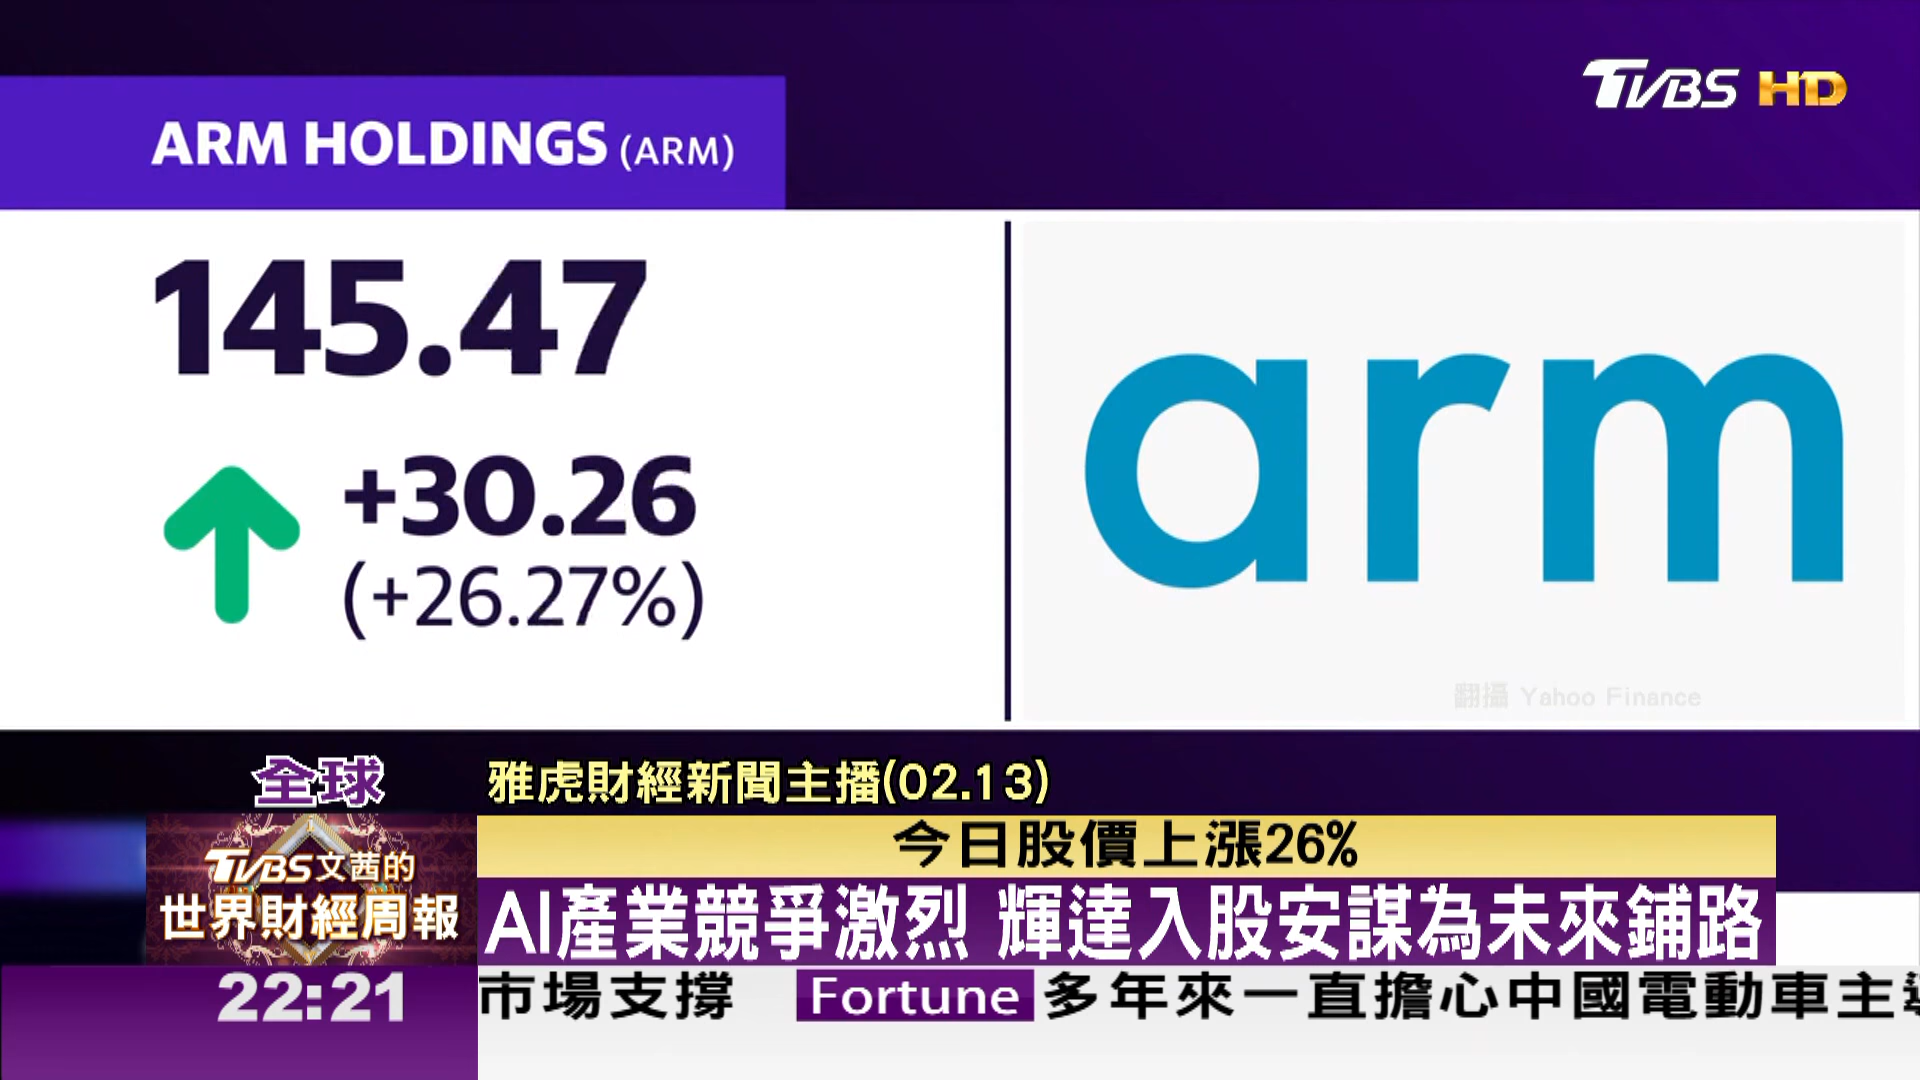 TVBS HD
ARM HOLDINGS (ARM)
145.47
+30.26
(+26.27%)
arm
翻攝 Yahoo Finance
全球
雅虎財經新聞主播(02.13)
今日股價上漲26%
TVBS文茜的
世界財經周報
AI產業競爭激烈 輝達入股安謀為未來鋪路
22:21
市場支撐 Fortune 多年來一直擔心中國電動車主